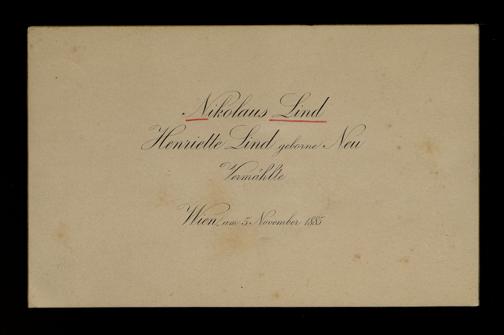 Nikolaus Lind
Henriette Lind geborne Neu
Vermählte
Wien, am 5. November 1885